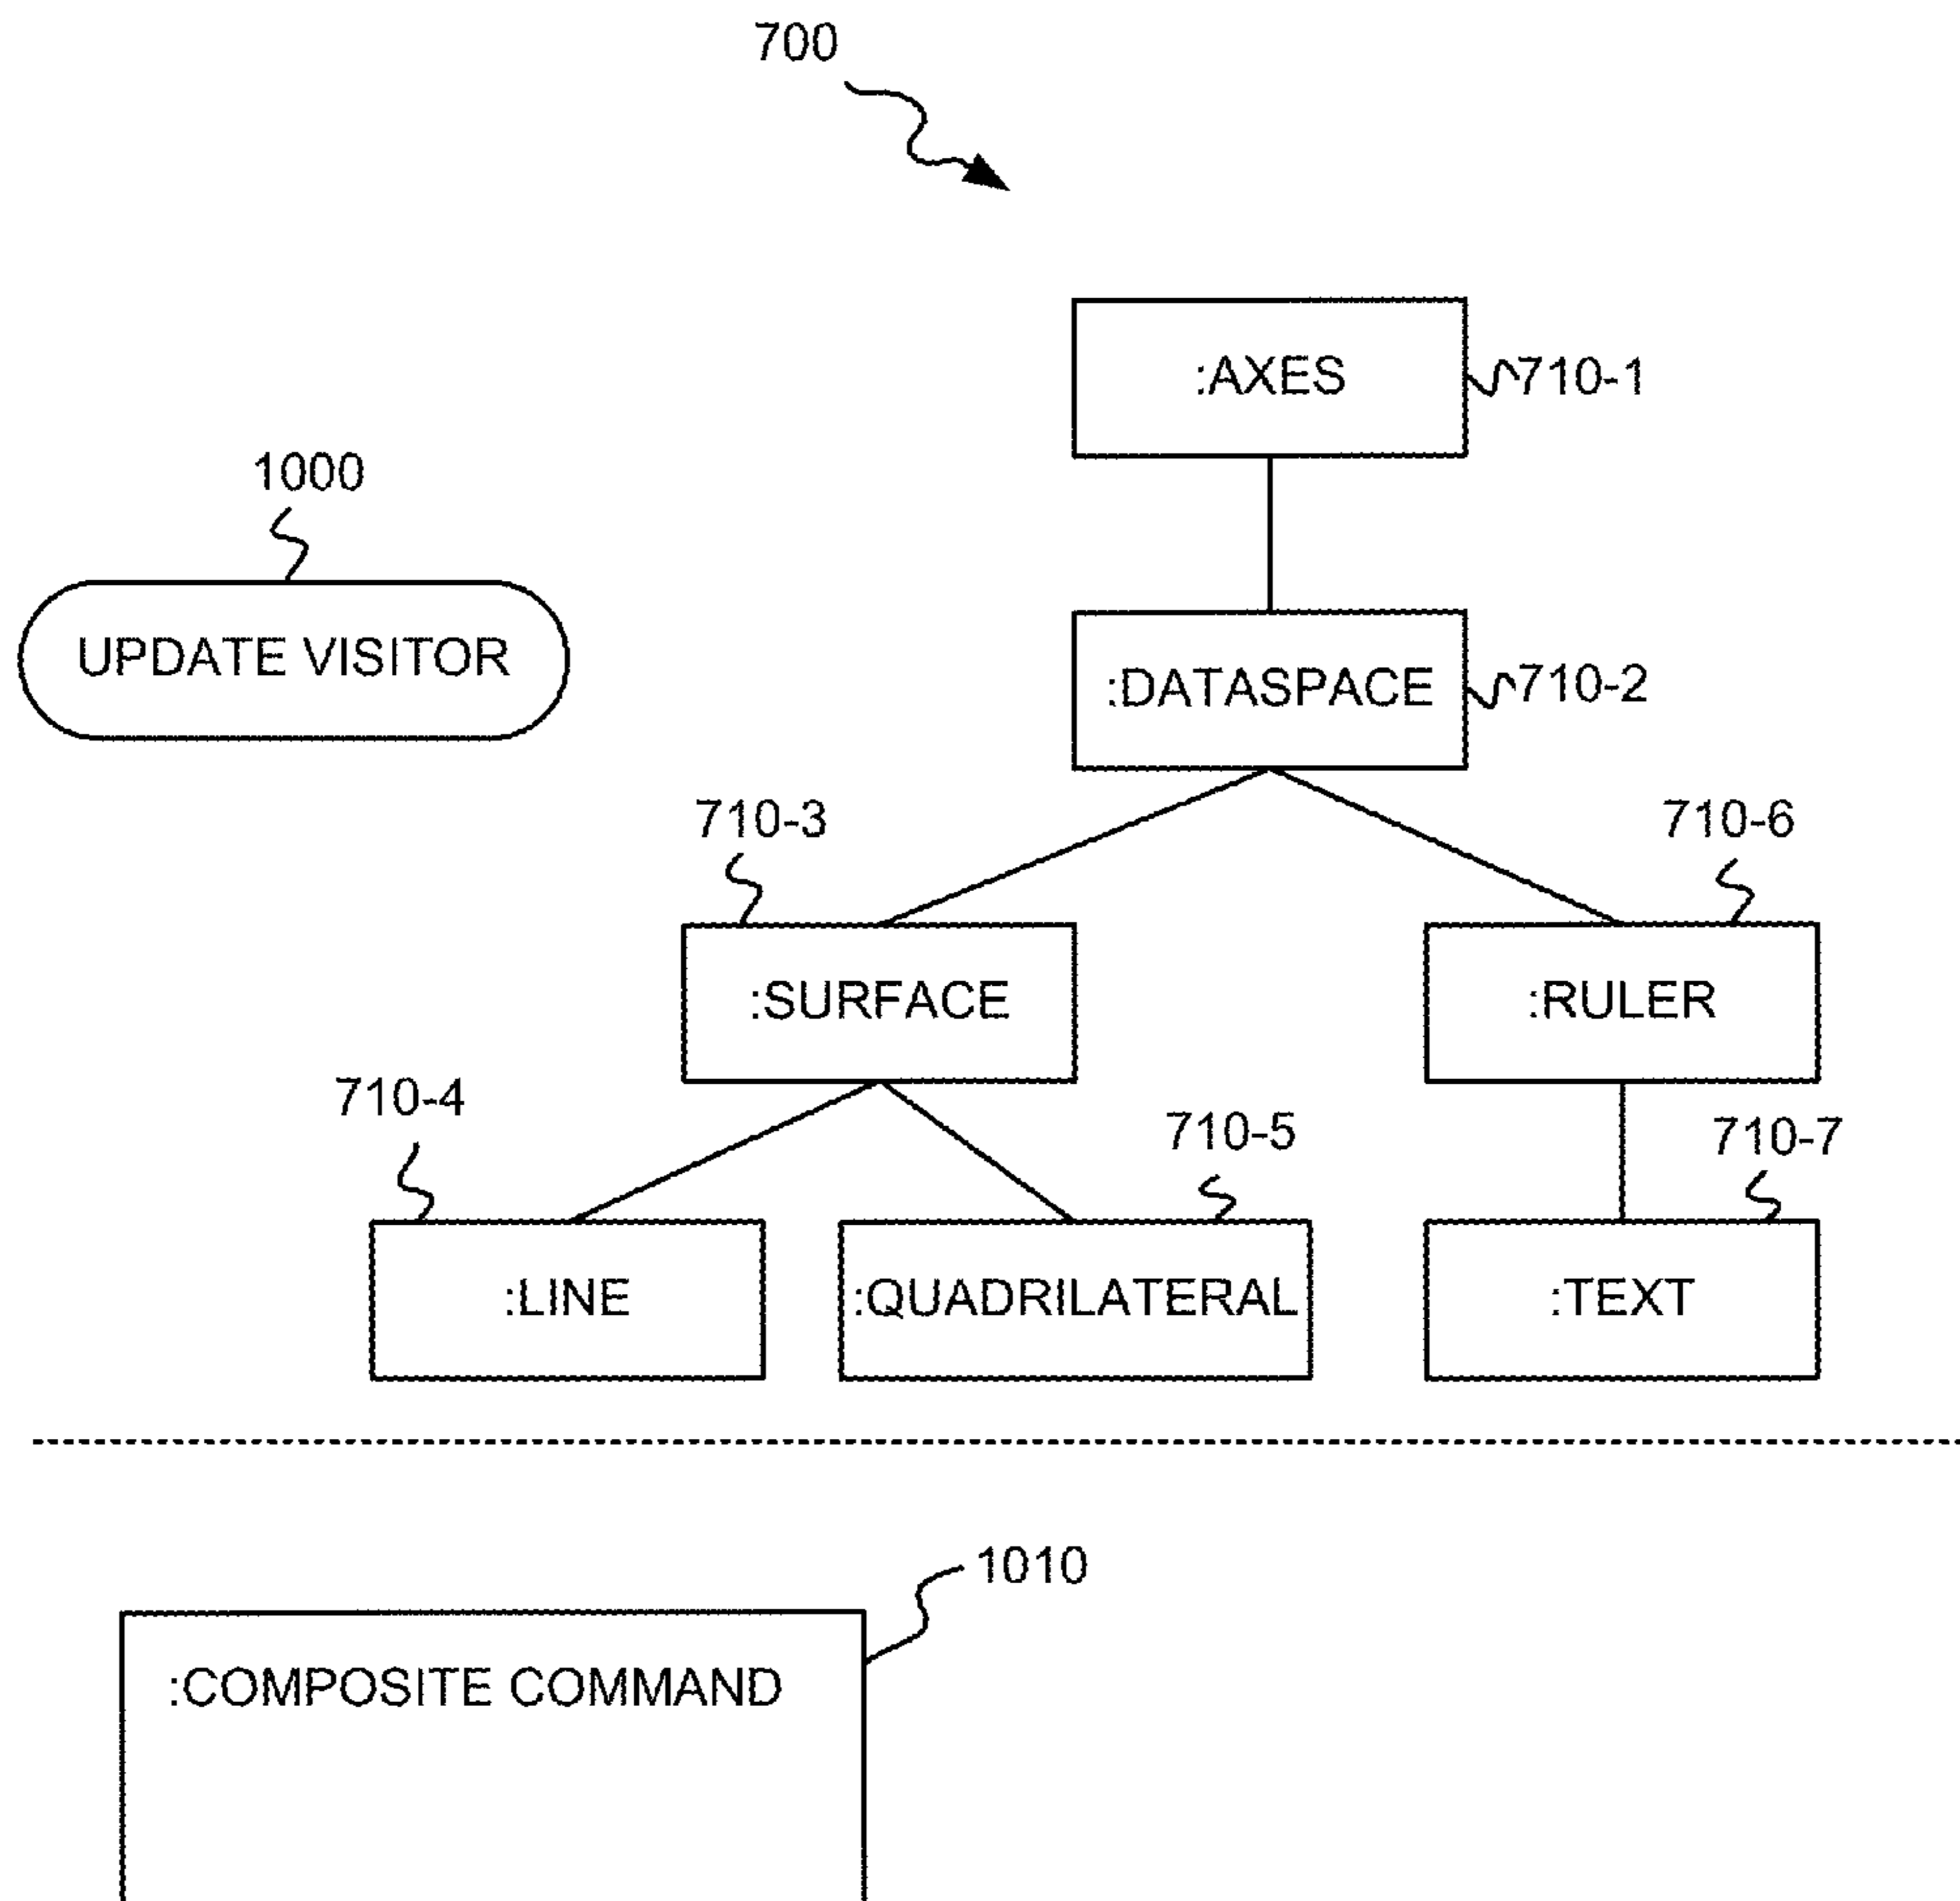 700
:AXES
710-1
1000
UPDATE VISITOR
:DATASPACE
710-2
710-3
710-6
:SURFACE
:RULER
710-4
710-5
710-7
:LINE
:QUADRILATERAL
:TEXT
1010
:COMPOSITE COMMAND